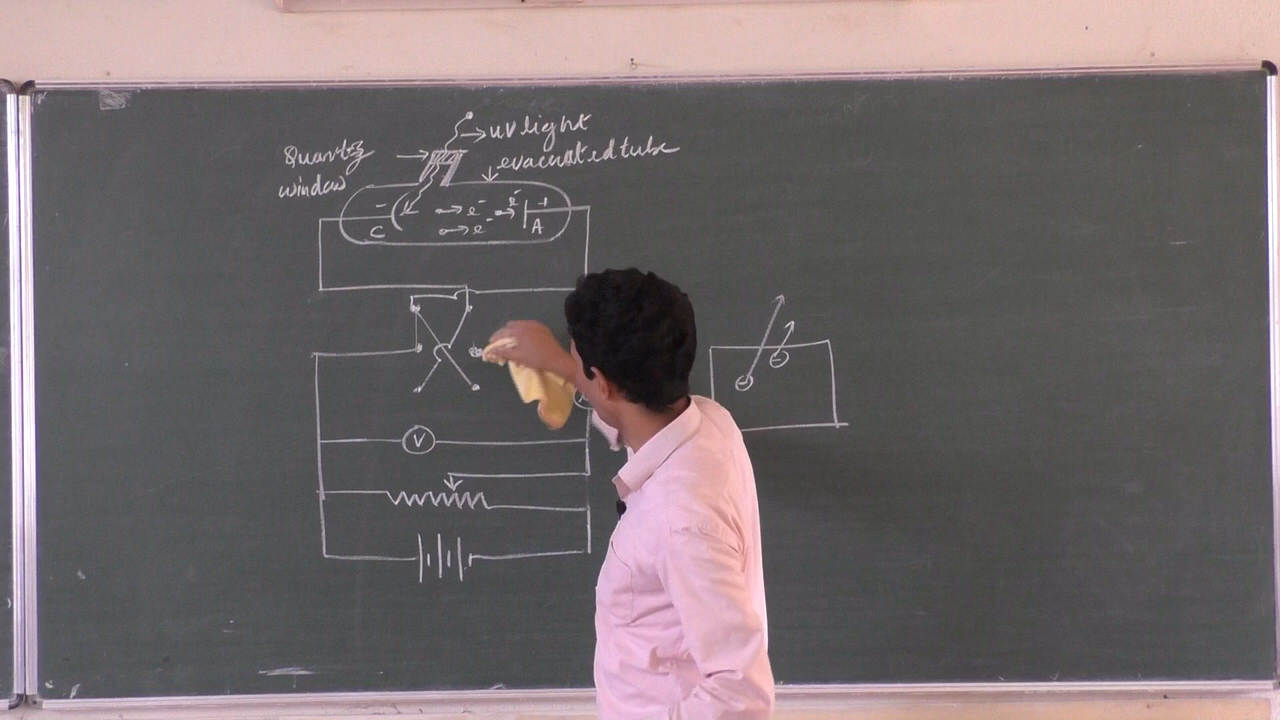 uv light
Quartz
evacuated tube
window
- e⁻ e⁻ +
C e⁻ A
- -
V